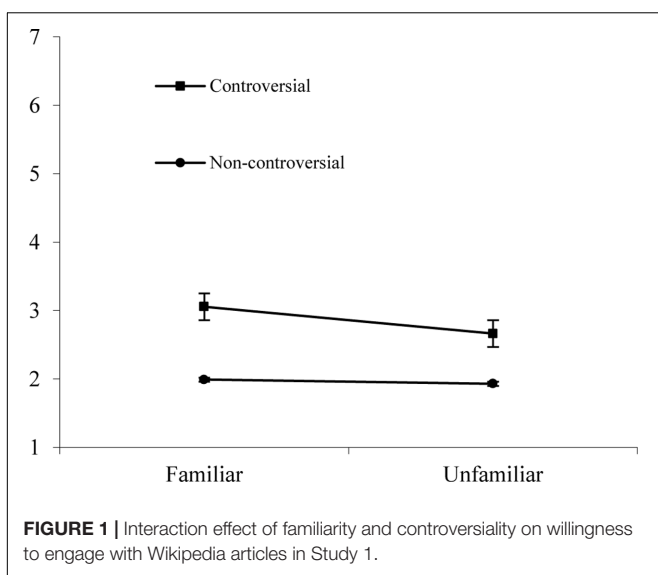 7
6
5
4
3
2
1
Controversial
Non-controversial
Familiar
Unfamiliar
FIGURE 1 | Interaction effect of familiarity and controversiality on willingness
to engage with Wikipedia articles in Study 1.